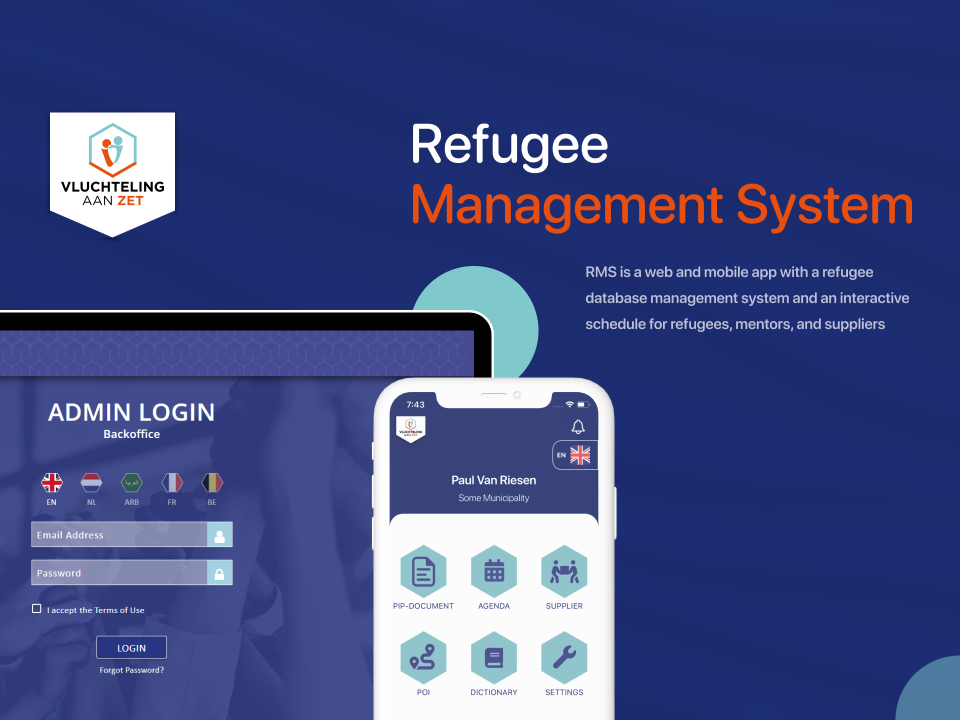 VLUCHTELING
AAN ZET
Refugee
Management System
RMS is a web and mobile app with a refugee
database management system and an interactive
schedule for refugees, mentors, and suppliers
ADMIN LOGIN
Backoffice
EN NL ARB FR BE
Email Address
Password
I accept the Terms of Use
LOGIN
Forgot Password?
7:43
VLUCHTELING
AAN ZET
EN
Paul Van Riesen
Some Municipality
PIP-DOCUMENT AGENDA SUPPLIER
POI DICTIONARY SETTINGS